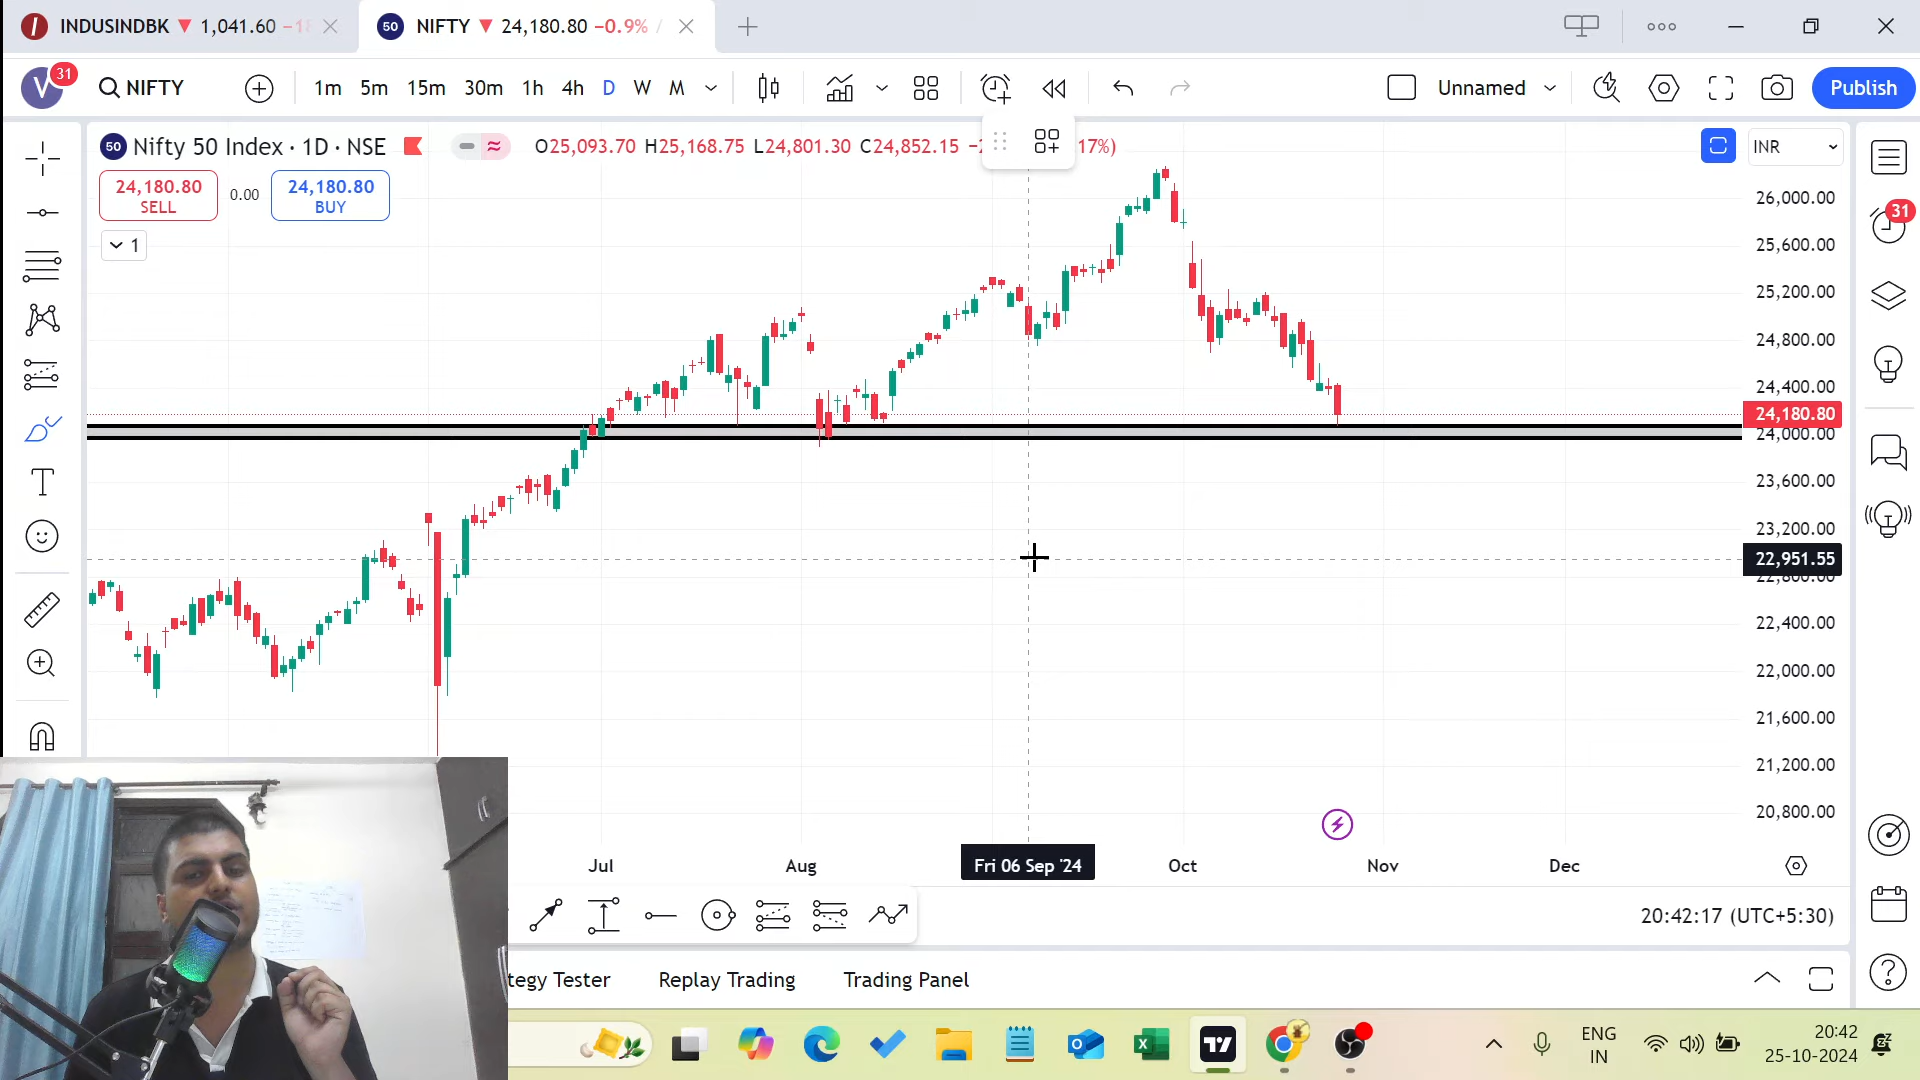 INDUSINDBK 1,041.60
50 NIFTY 24,180.80 −0.9% /
V 31 NIFTY 1m 5m 15m 30m 1h 4h D W M Unnamed Publish
50 Nifty 50 Index · 1D · NSE O25,093.70 H25,168.75 L24,801.30 C24,852.15 17%) INR
24,180.80 SELL 0.00 24,180.80 BUY
1
26,000.00
31
25,600.00
25,200.00
24,800.00
24,400.00
24,180.80
24,000.00
23,600.00
23,200.00
22,951.55
22,400.00
22,000.00
21,600.00
21,200.00
20,800.00
Jul Aug Fri 06 Sep '24 Oct Nov Dec
20:42:17 (UTC+5:30)
tegy Tester Replay Trading Trading Panel
ENG
IN
20:42
25-10-2024